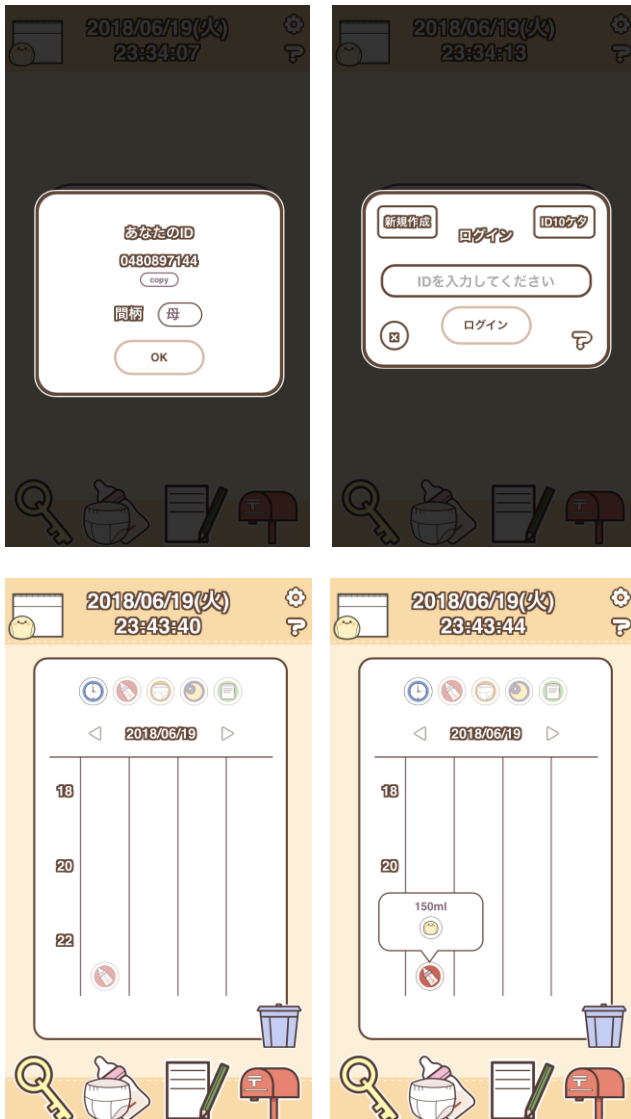 2018/06/19(火)
23:34:07
あなたのID
0480897144
copy
間柄
母
OK
2018/06/19(火)
23:34:13
新規作成
ログイン
ID10ケタ
IDを入力してください
ログイン
2018/06/19(火)
23:43:40
2018/06/19
18
20
22
2018/06/19(火)
23:43:44
2018/06/19
18
20
150ml